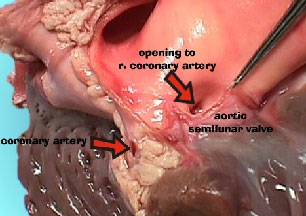 opening to
r. coronary artery
aortic
semilunar valve
coronary artery